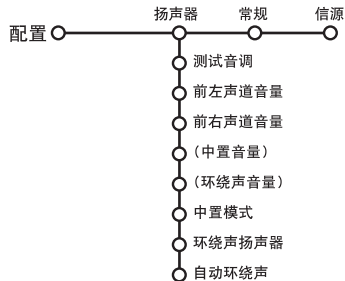 扬声器 常规 信源
配置
测试音调
前左声道音量
前右声道音量
（中置音量）
（环绕声音量）
中置模式
环绕声扬声器
自动环绕声